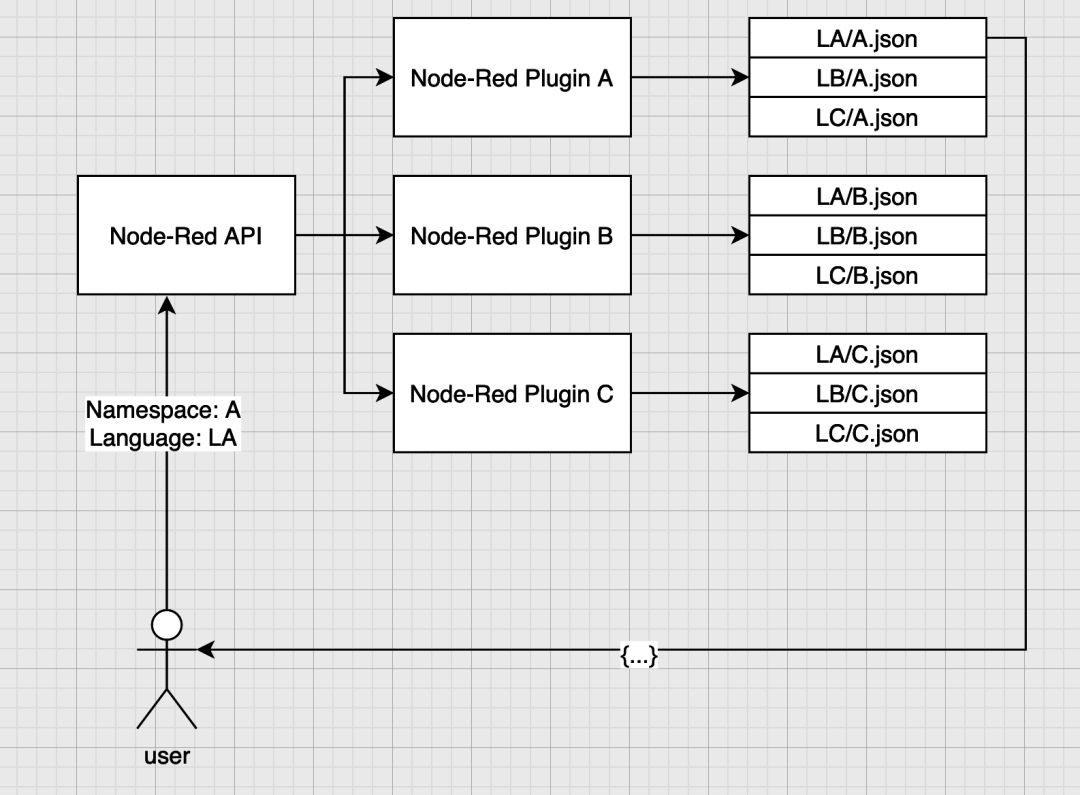 Node-Red Plugin A
LA/A.json
LB/A.json
LC/A.json
Node-Red API
Node-Red Plugin B
LA/B.json
LB/B.json
LC/B.json
Node-Red Plugin C
LA/C.json
LB/C.json
LC/C.json
Namespace: A
Language: LA
{...}
user